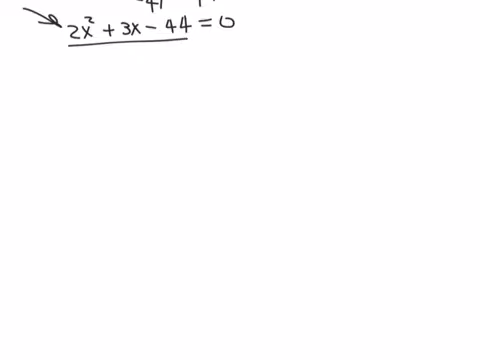 2x² + 3x - 44 = 0